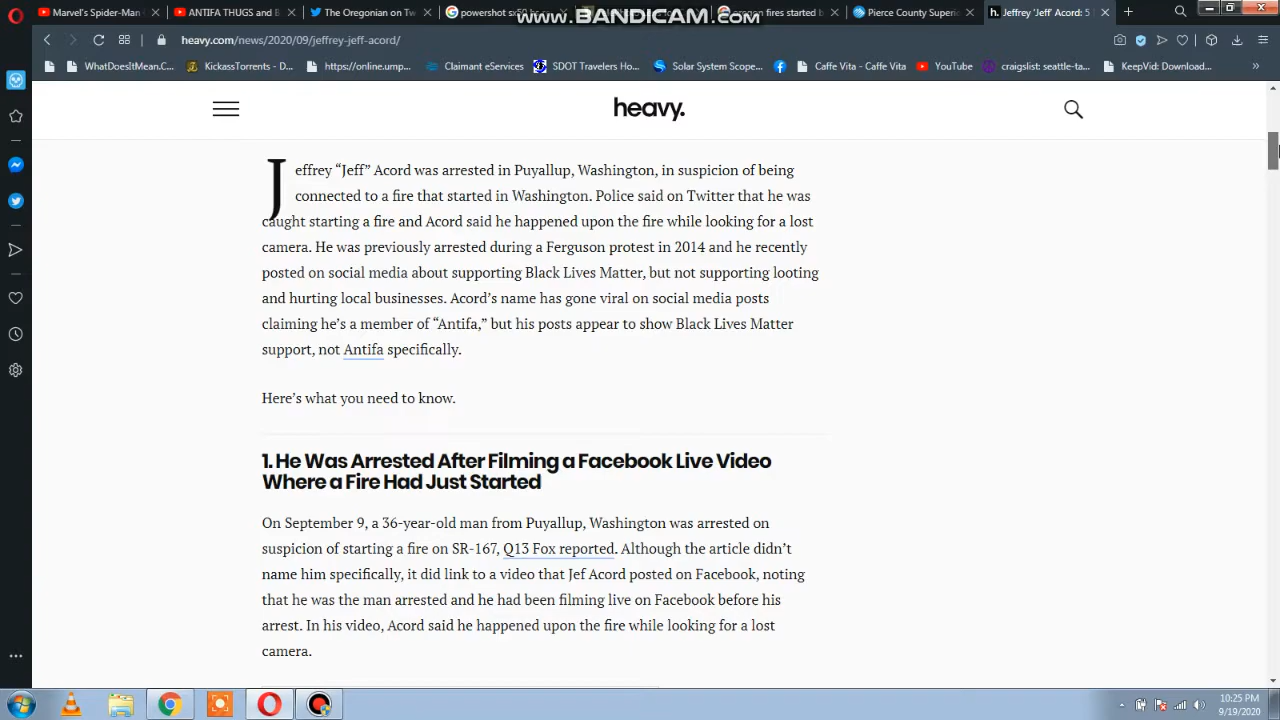 www.BANDICAM.com
Marvel's Spider-Man
ANTIFA THUGS and B
The Oregonian on Tw
powershot sx50
on fires started b
Pierce County Superio
h. Jeffrey 'Jeff' Acord: 5
heavy.com/news/2020/09/jeffrey-jeff-acord/
WhatDoesItMean.C...
KickassTorrents - D...
https://online.ump...
Claimant eServices
SDOT Travelers Ho...
Solar System Scope...
Caffe Vita - Caffe Vita
YouTube
craigslist: seattle-ta...
KeepVid: Download...
heavy.
Jeffrey “Jeff” Acord was arrested in Puyallup, Washington, in suspicion of being
connected to a fire that started in Washington. Police said on Twitter that he was
caught starting a fire and Acord said he happened upon the fire while looking for a lost
camera. He was previously arrested during a Ferguson protest in 2014 and he recently
posted on social media about supporting Black Lives Matter, but not supporting looting
and hurting local businesses. Acord’s name has gone viral on social media posts
claiming he’s a member of “Antifa,” but his posts appear to show Black Lives Matter
support, not Antifa specifically.
Here’s what you need to know.
1. He Was Arrested After Filming a Facebook Live Video
Where a Fire Had Just Started
On September 9, a 36-year-old man from Puyallup, Washington was arrested on
suspicion of starting a fire on SR-167, Q13 Fox reported. Although the article didn’t
name him specifically, it did link to a video that Jef Acord posted on Facebook, noting
that he was the man arrested and he had been filming live on Facebook before his
arrest. In his video, Acord said he happened upon the fire while looking for a lost
camera.
10:25 PM
9/19/2020